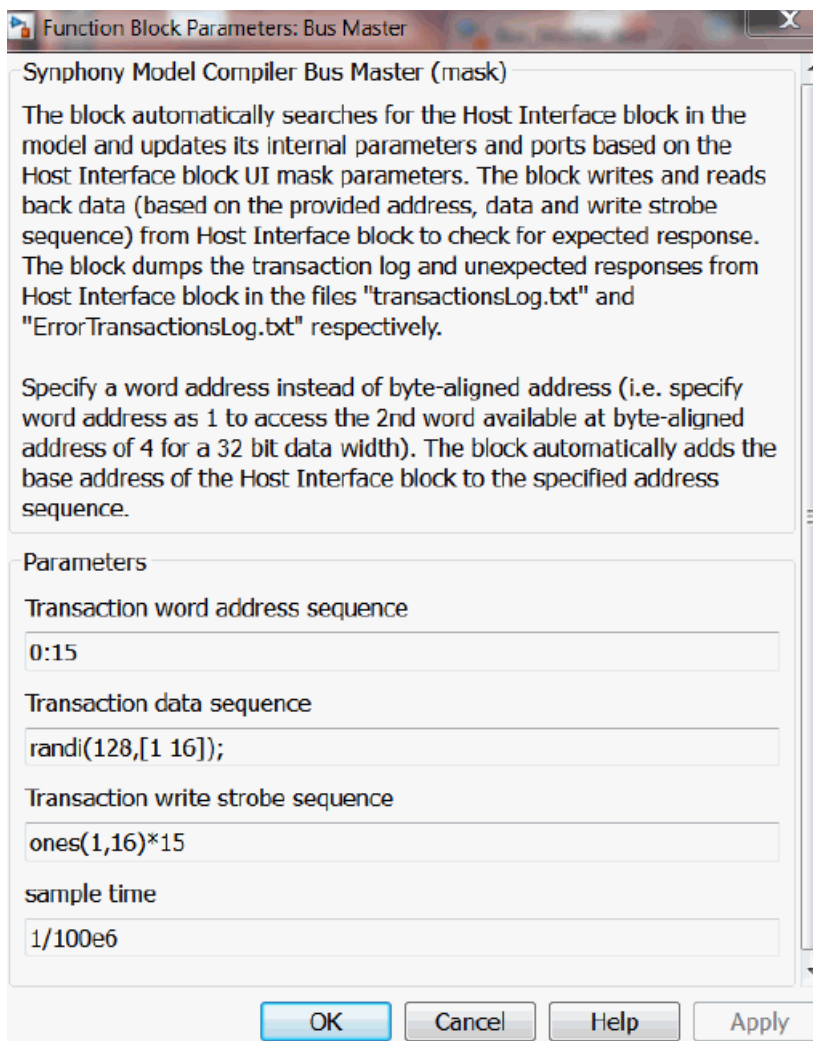 Function Block Parameters: Bus Master
X
Synphony Model Compiler Bus Master (mask)
The block automatically searches for the Host Interface block in the
model and updates its internal parameters and ports based on the
Host Interface block UI mask parameters. The block writes and reads
back data (based on the provided address, data and write strobe
sequence) from Host Interface block to check for expected response.
The block dumps the transaction log and unexpected responses from
Host Interface block in the files "transactionsLog.txt" and
"ErrorTransactionsLog.txt" respectively.
Specify a word address instead of byte-aligned address (i.e. specify
word address as 1 to access the 2nd word available at byte-aligned
address of 4 for a 32 bit data width). The block automatically adds the
base address of the Host Interface block to the specified address
sequence.
Parameters
Transaction word address sequence
0:15
Transaction data sequence
randi(128,[1 16]);
Transaction write strobe sequence
ones(1,16)*15
sample time
1/100e6
OK Cancel Help Apply